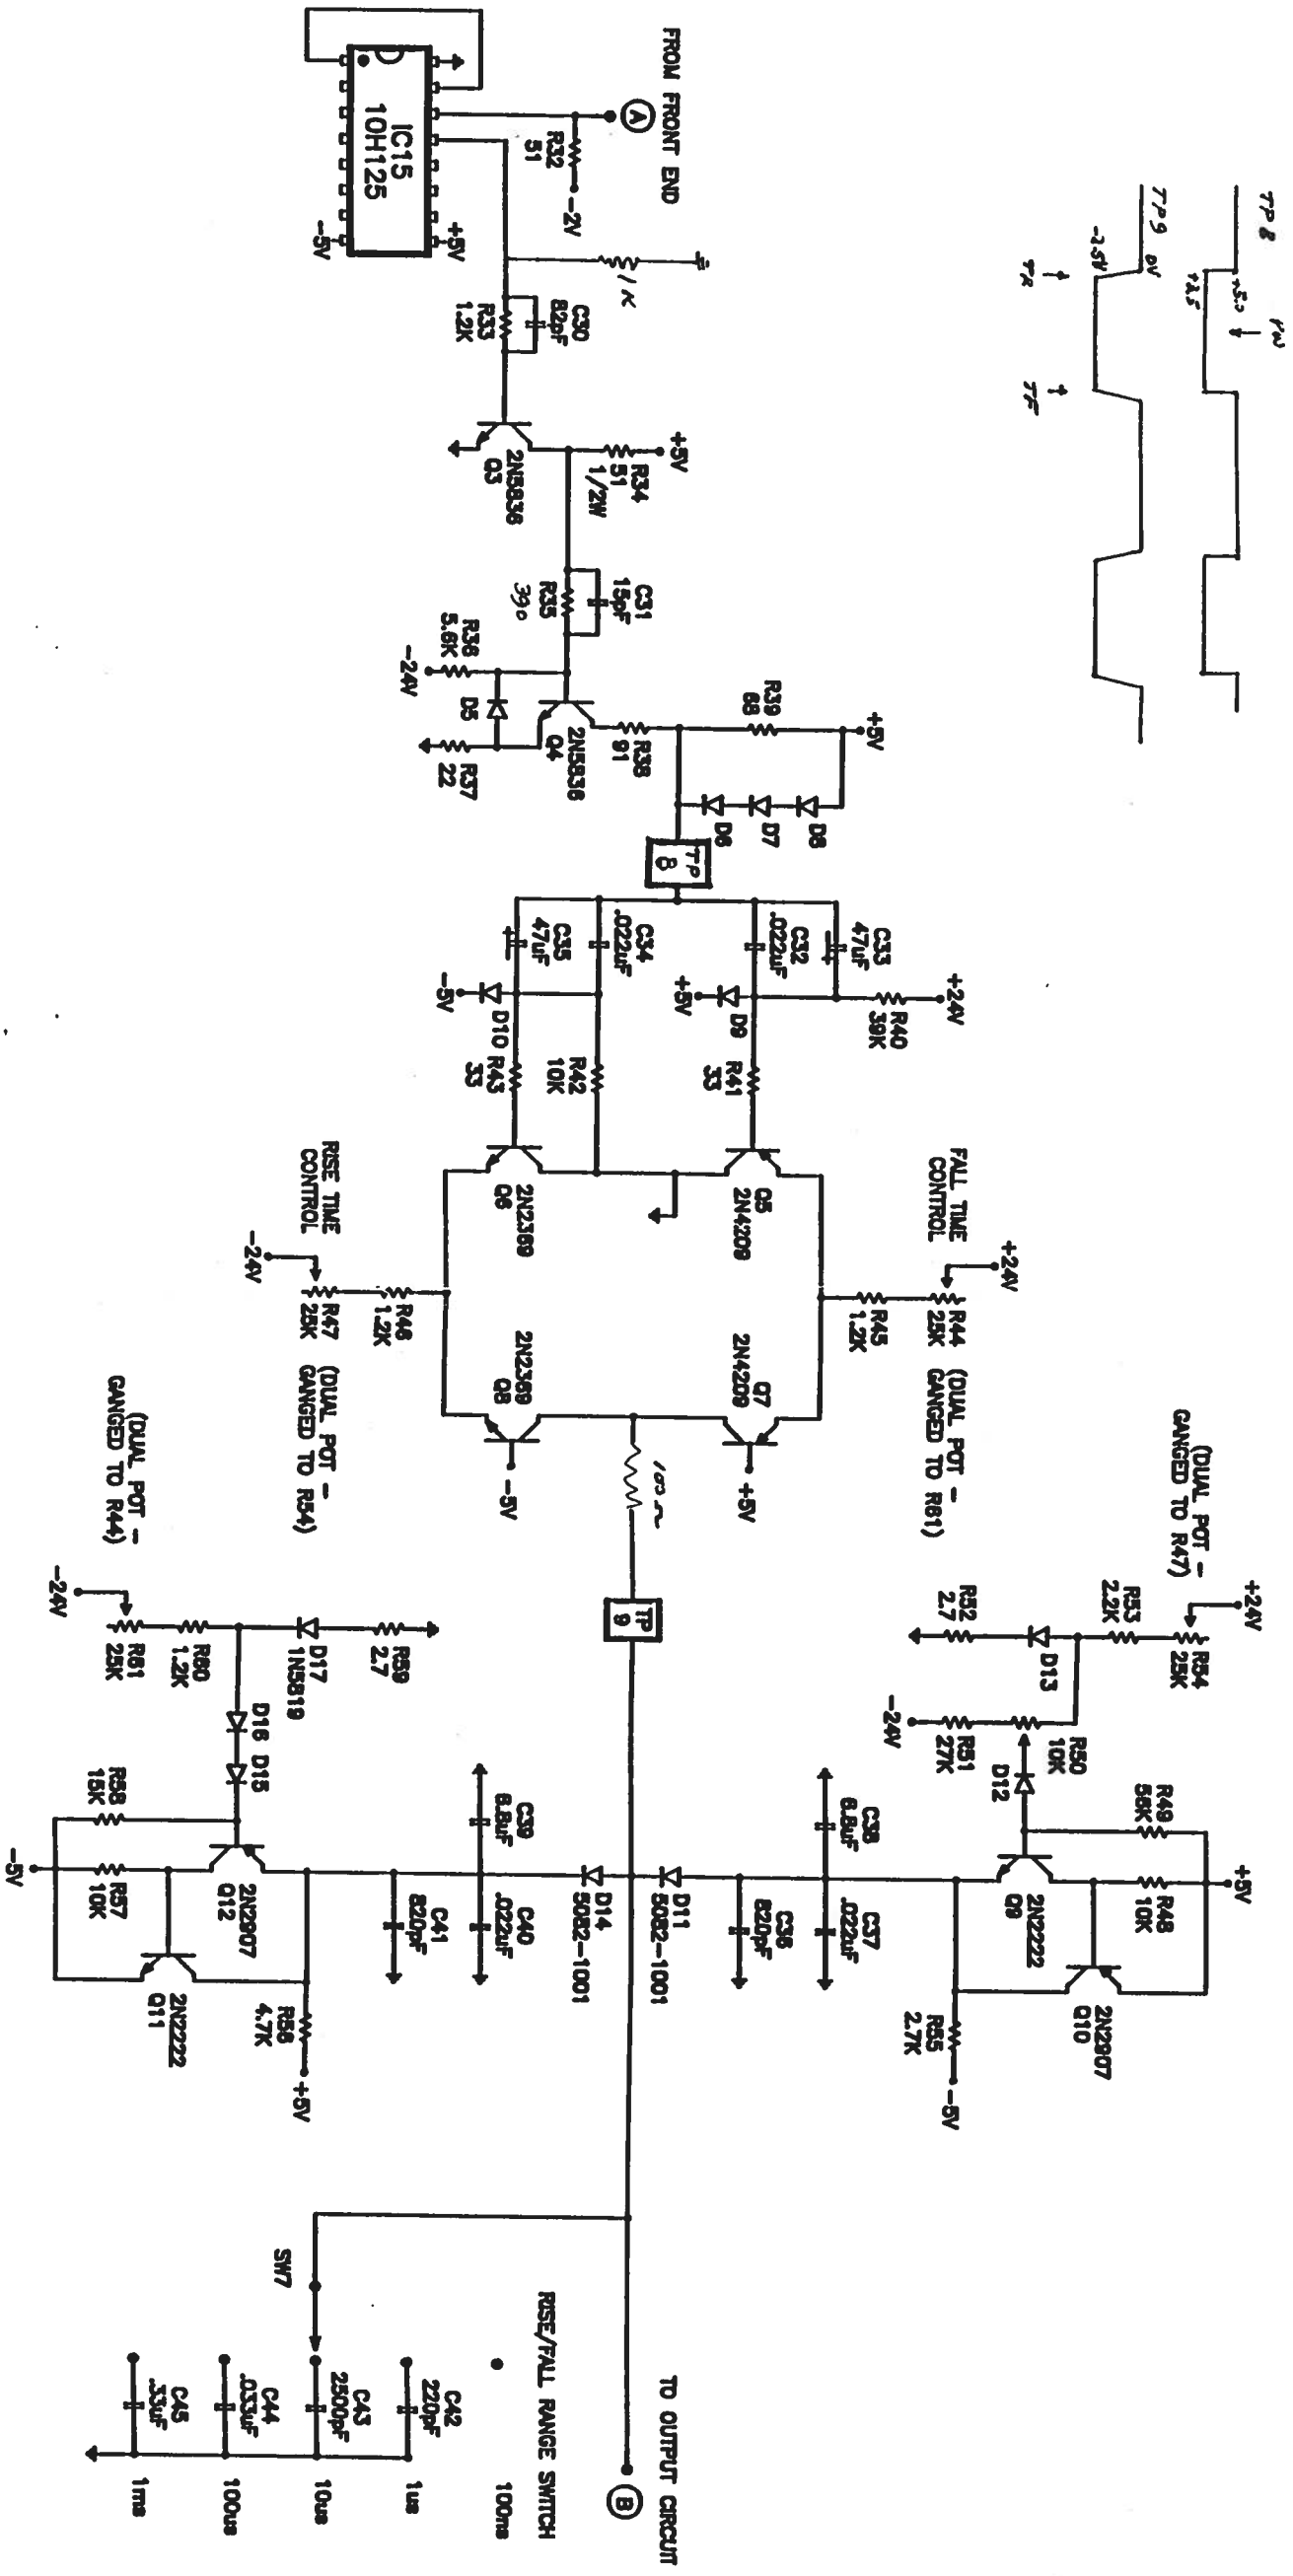 TP 8
+5.0
+2.5
PW
TP9
0V
-2.5V
TR
TF
FROM FRONT END
A
R32
51
-2V
IC15
10H125
+5V
-5V
1K
C30
82pF
R33
1.2K
+5V
R34
51
1/2W
2N5836
Q3
C31
15pF
R35
390
R36
5.6K
-24V
D5
R37
22
2N5836
Q4
R38
91
R39
68
+5V
D8
D7
D6
TP
8
C33
47uF
C32
.022uF
C34
.022uF
C35
47uF
+24V
R40
39K
D9
+5V
D10
-5V
R41
33
R42
10K
R43
33
Q5
2N4209
2N2369
Q6
FALL TIME
CONTROL
+24V
R44
25K
(DUAL POT -
GANGED TO R61)
R45
1.2K
RISE TIME
CONTROL
-24V
R47
25K
(DUAL POT -
GANGED TO R54)
R46
1.2K
Q7
2N4209
+5V
2N2369
Q8
-5V
100Ω
TP
9
(DUAL POT -
GANGED TO R47)
+24V
R54
25K
R53
2.2K
R52
2.7
D13
R50
10K
R51
27K
-24V
D12
R49
56K
R48
10K
+5V
2N2222
Q9
2N2907
Q10
R55
2.7K
-5V
C38
6.8uF
C37
.022uF
C36
820pF
D11
5082-1001
D14
5082-1001
C39
6.8uF
C40
.022uF
C41
820pF
(DUAL POT -
GANGED TO R44)
-24V
R61
25K
R60
1.2K
D17
1N5819
R59
2.7
D16
D15
R58
15K
R57
10K
-5V
2N2907
Q12
2N2222
Q11
R56
4.7K
+5V
TO OUTPUT CIRCUIT
B
RISE/FALL RANGE SWITCH
SW7
100ns
C42
220pF
1us
C43
2500pF
10us
C44
.033uF
100us
C45
.33uF
1ms